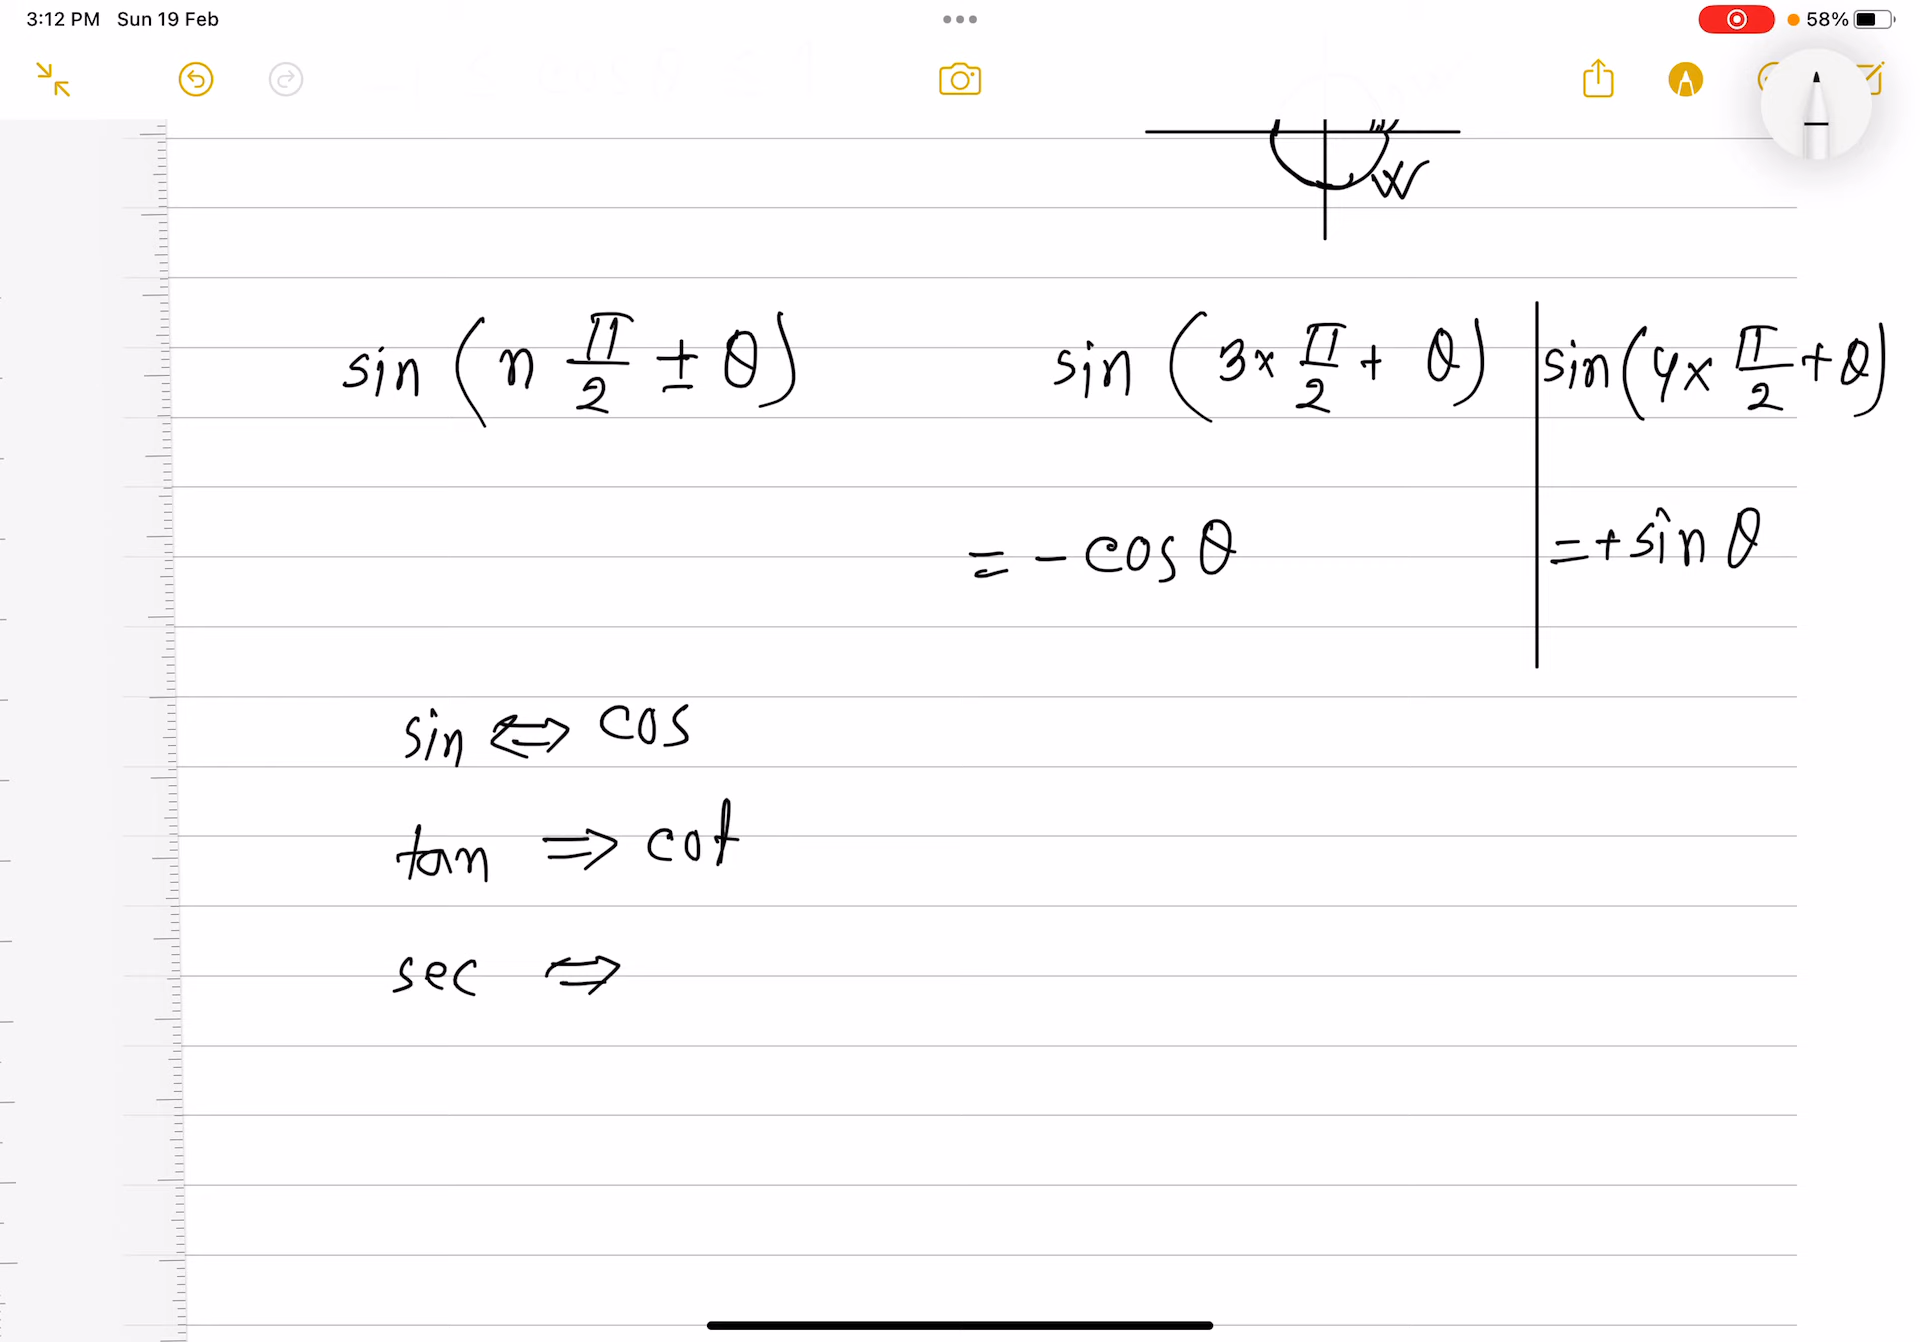 3:12 PM Sun 19 Feb
58%
W
sin ( n π/2 ± θ )
sin ( 3 x π/2 + θ )
= - cos θ
sin ( 4 x π/2 + θ )
= + sin θ
sin ⇔ cos
tan ⇒ cot
sec ⇔